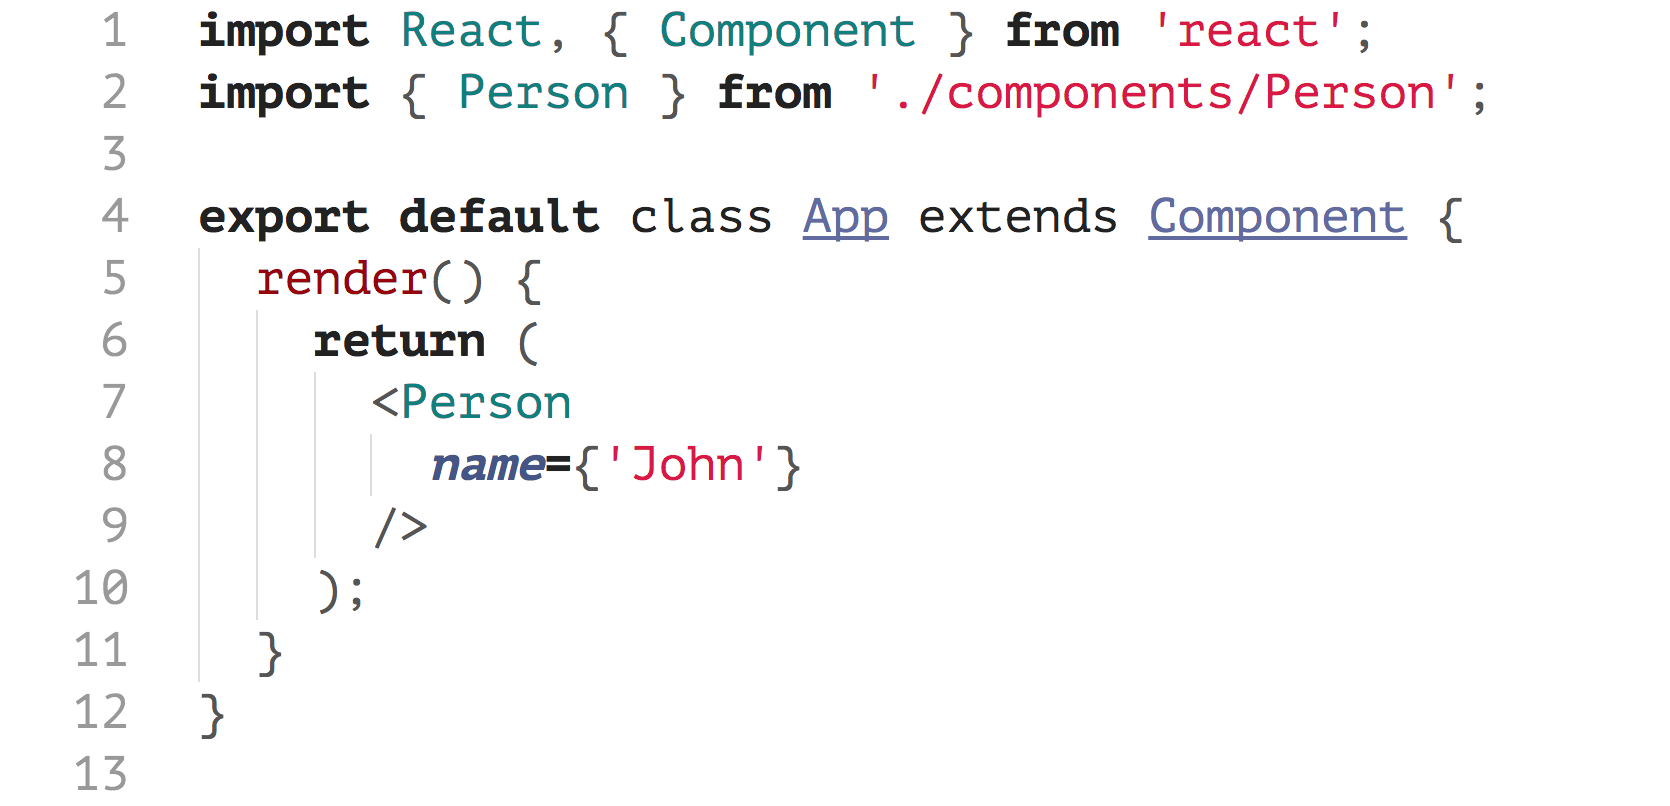 1 import React, { Component } from 'react';
2 import { Person } from './components/Person';
3
4 export default class App extends Component {
5   render() {
6     return (
7       <Person
8         name={'John'}
9       />
10     );
11   }
12 }
13